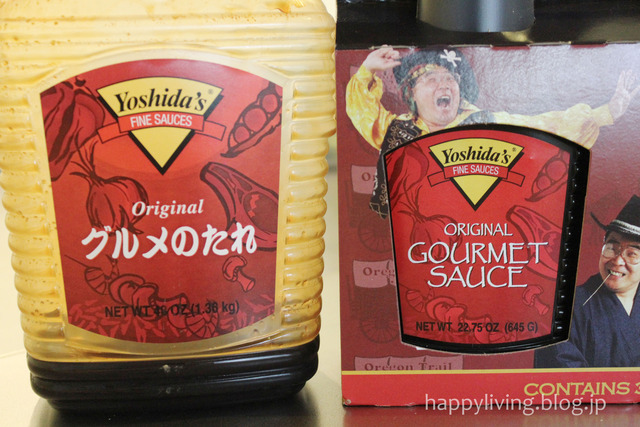 Yoshida's®
FINE SAUCES
Original
グルメのたれ
NET WT. 48 OZ (1.36 kg)
Yoshida's®
FINE SAUCES
ORIGINAL
GOURMET
SAUCE
NET WT. 22.75 OZ (645 G)
Oregon Trail
CONTAINS 3
happyliving.blog.jp